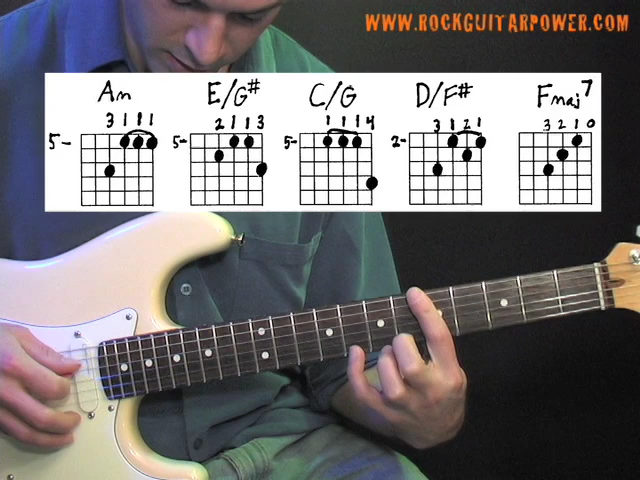 WWW.ROCKGUITARPOWER.COM
Am E/G# C/G D/F# Fmaj7
3 1 1 1 2 1 1 3 1 1 1 4 3 1 2 1 3 2 1 0
5- 5- 5- 2-